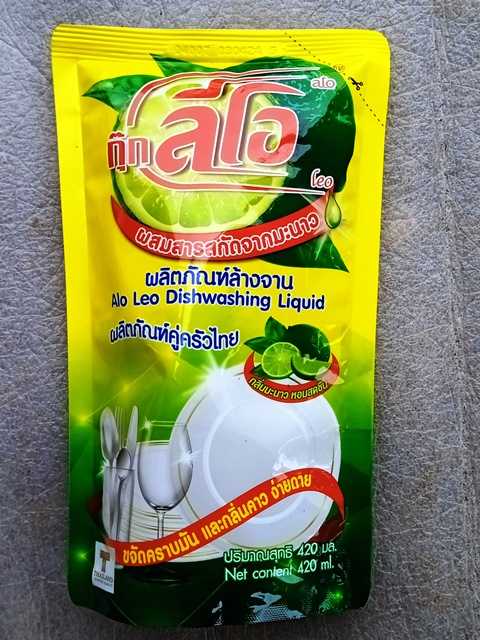 alo
กุ๊ก ลีโอ
Leo
ผสมสารสกัดจากมะนาว
ผลิตภัณฑ์ล้างจาน
Alo Leo Dishwashing Liquid
ผลิตภัณฑ์คู่ครัวไทย
กลิ่นมะนาว หอมสดชื่น
ขจัดคราบมัน และกลิ่นคาว ง่ายดาย
ปริมาณสุทธิ 420 มล.
Net content 420 ml.
T
THAILAND